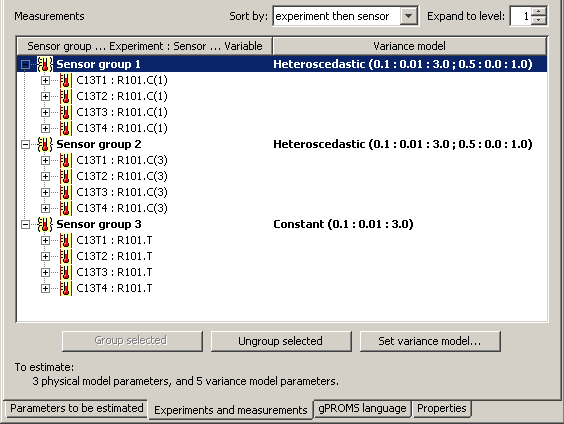 Measurements Sort by: experiment then sensor Expand to level: 1
Sensor group ... Experiment : Sensor ... Variable Variance model
Sensor group 1 Heteroscedastic (0.1 : 0.01 : 3.0 ; 0.5 : 0.0 : 1.0)
C13T1 : R101.C(1)
C13T2 : R101.C(1)
C13T3 : R101.C(1)
C13T4 : R101.C(1)
Sensor group 2 Heteroscedastic (0.1 : 0.01 : 3.0 ; 0.5 : 0.0 : 1.0)
C13T1 : R101.C(3)
C13T2 : R101.C(3)
C13T3 : R101.C(3)
C13T4 : R101.C(3)
Sensor group 3 Constant (0.1 : 0.01 : 3.0)
C13T1 : R101.T
C13T2 : R101.T
C13T3 : R101.T
C13T4 : R101.T
Group selected Ungroup selected Set variance model...
To estimate:
3 physical model parameters, and 5 variance model parameters.
Parameters to be estimated Experiments and measurements gPROMS language Properties